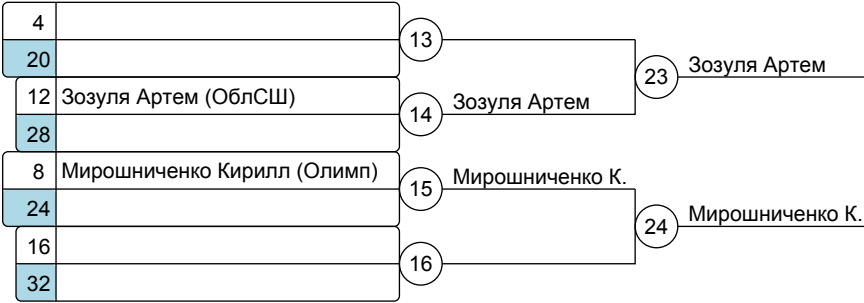 4
13
20
23
Зозуля Артем
12
Зозуля Артем (ОблСШ)
14
Зозуля Артем
28
8
Мирошниченко Кирилл (Олимп)
15
Мирошниченко К.
24
24
Мирошниченко К.
16
16
32